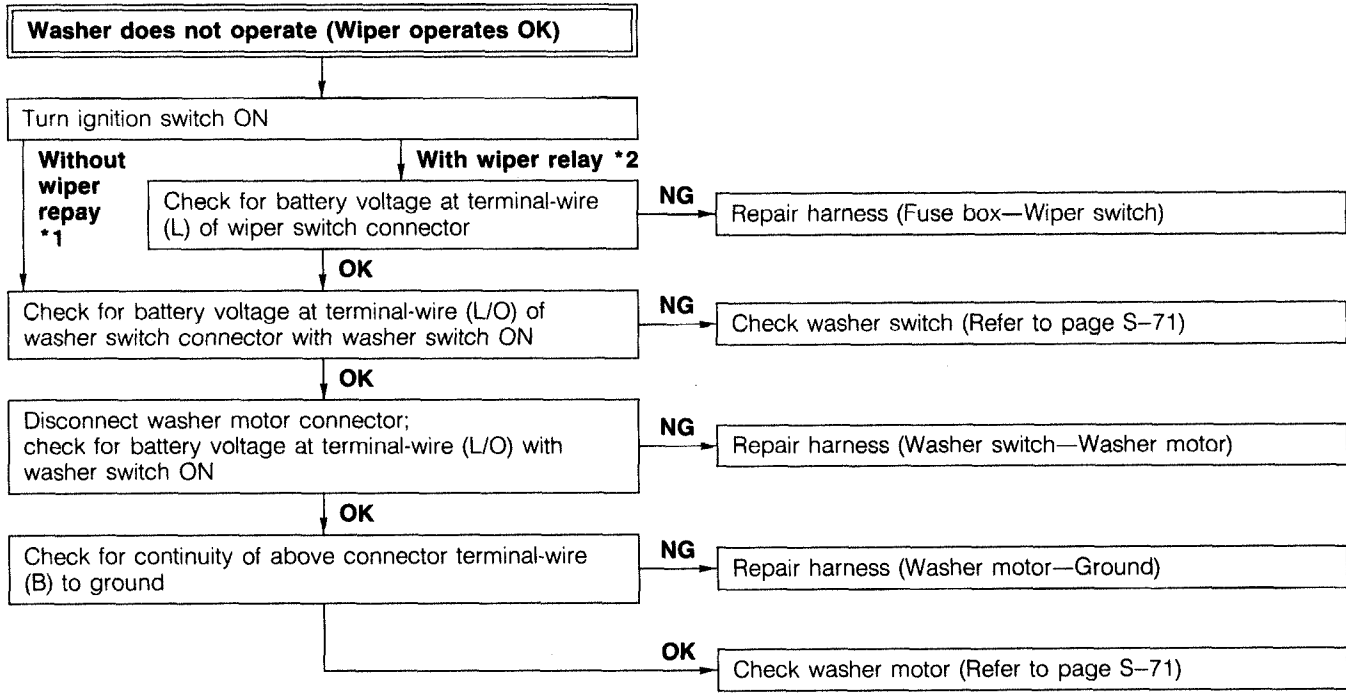 Washer does not operate (Wiper operates OK)
Turn ignition switch ON
Without
wiper
repay
*1
With wiper relay *2
Check for battery voltage at terminal-wire
(L) of wiper switch connector
NG
Repair harness (Fuse box—Wiper switch)
OK
Check for battery voltage at terminal-wire (L/O) of
washer switch connector with washer switch ON
NG
Check washer switch (Refer to page S–71)
OK
Disconnect washer motor connector;
check for battery voltage at terminal-wire (L/O) with
washer switch ON
NG
Repair harness (Washer switch—Washer motor)
OK
Check for continuity of above connector terminal-wire
(B) to ground
NG
Repair harness (Washer motor—Ground)
OK
Check washer motor (Refer to page S–71)